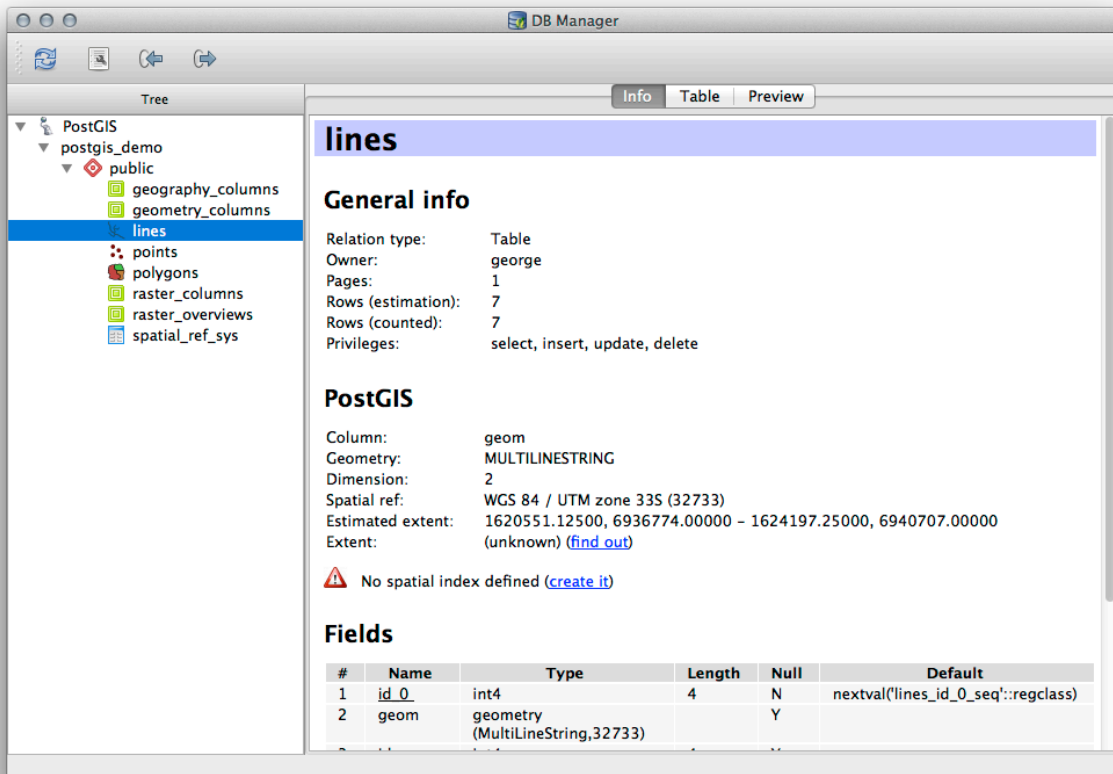 DB Manager
Tree
Info Table Preview
PostGIS
postgis_demo
public
geography_columns
geometry_columns
lines
points
polygons
raster_columns
raster_overviews
spatial_ref_sys
lines
General info
Relation type: Table
Owner: george
Pages: 1
Rows (estimation): 7
Rows (counted): 7
Privileges: select, insert, update, delete
PostGIS
Column: geom
Geometry: MULTILINESTRING
Dimension: 2
Spatial ref: WGS 84 / UTM zone 33S (32733)
Estimated extent: 1620551.12500, 6936774.00000 - 1624197.25000, 6940707.00000
Extent: (unknown) (find out)
No spatial index defined (create it)
Fields
# Name Type Length Null Default
1 id_0 int4 4 N nextval('lines_id_0_seq'::regclass)
2 geom geometry Y
(MultiLineString,32733)